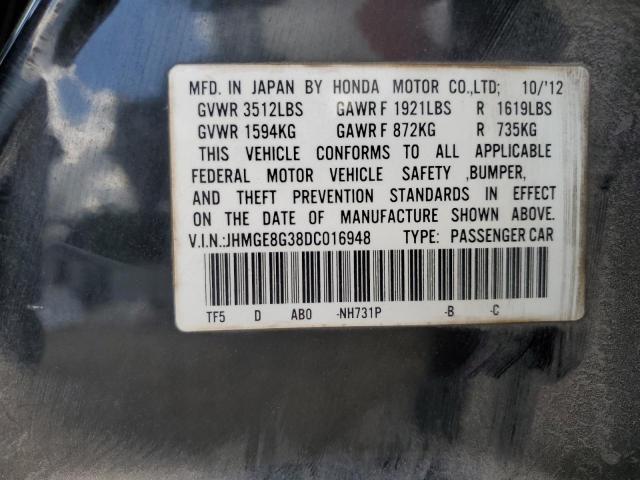 MFD. IN JAPAN BY HONDA MOTOR CO.,LTD; 10/'12
GVWR 3512LBS GAWR F 1921LBS R 1619LBS
GVWR 1594KG GAWR F 872KG R 735KG
THIS VEHICLE CONFORMS TO ALL APPLICABLE
FEDERAL MOTOR VEHICLE SAFETY ,BUMPER,
AND THEFT PREVENTION STANDARDS IN EFFECT
ON THE DATE OF MANUFACTURE SHOWN ABOVE.
V.I.N.:JHMGE8G38DC016948 TYPE: PASSENGER CAR
TF5 D AB0 -NH731P -B -C